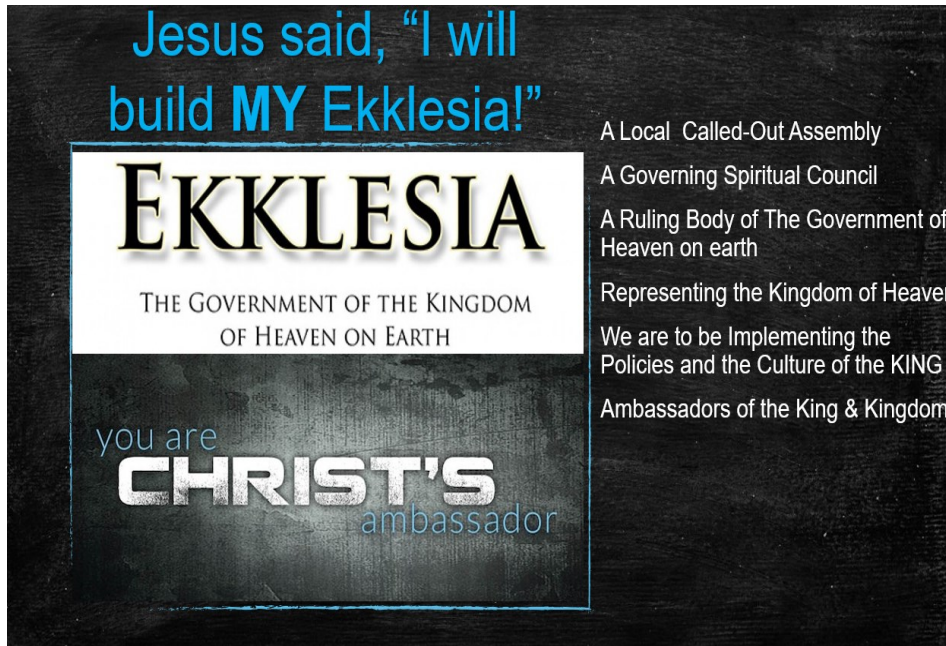 Jesus said, “I will
build MY Ekklesia!”
EKKLESIA
THE GOVERNMENT OF THE KINGDOM
OF HEAVEN ON EARTH
you are
CHRIST'S
ambassador
A Local Called-Out Assembly
A Governing Spiritual Council
A Ruling Body of The Government of
Heaven on earth
Representing the Kingdom of Heaven
We are to be Implementing the
Policies and the Culture of the KING
Ambassadors of the King & Kingdom